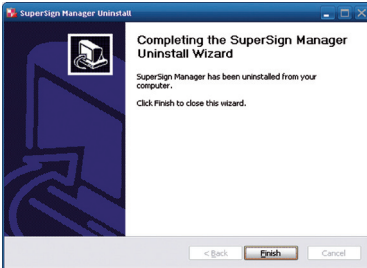 SuperSign Manager Uninstall
Completing the SuperSign Manager
Uninstall Wizard
SuperSign Manager has been uninstalled from your
computer.
Click Finish to close this wizard.
< Back
Finish
Cancel